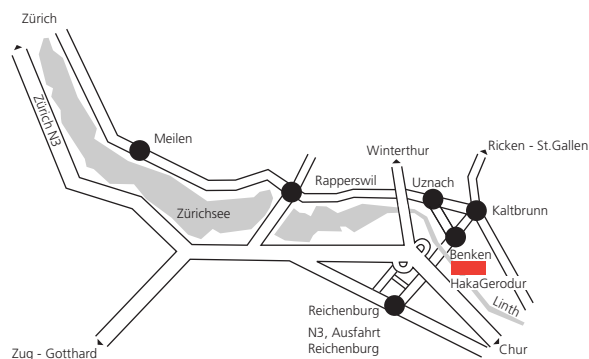 Zürich
Zürich N3
Meilen
Zürichsee
Rapperswil
Winterthur
Uznach
Ricken - St.Gallen
Kaltbrunn
Benken
HakaGerodur
Linth
Reichenburg
N3, Ausfahrt
Reichenburg
Chur
Zug - Gotthard